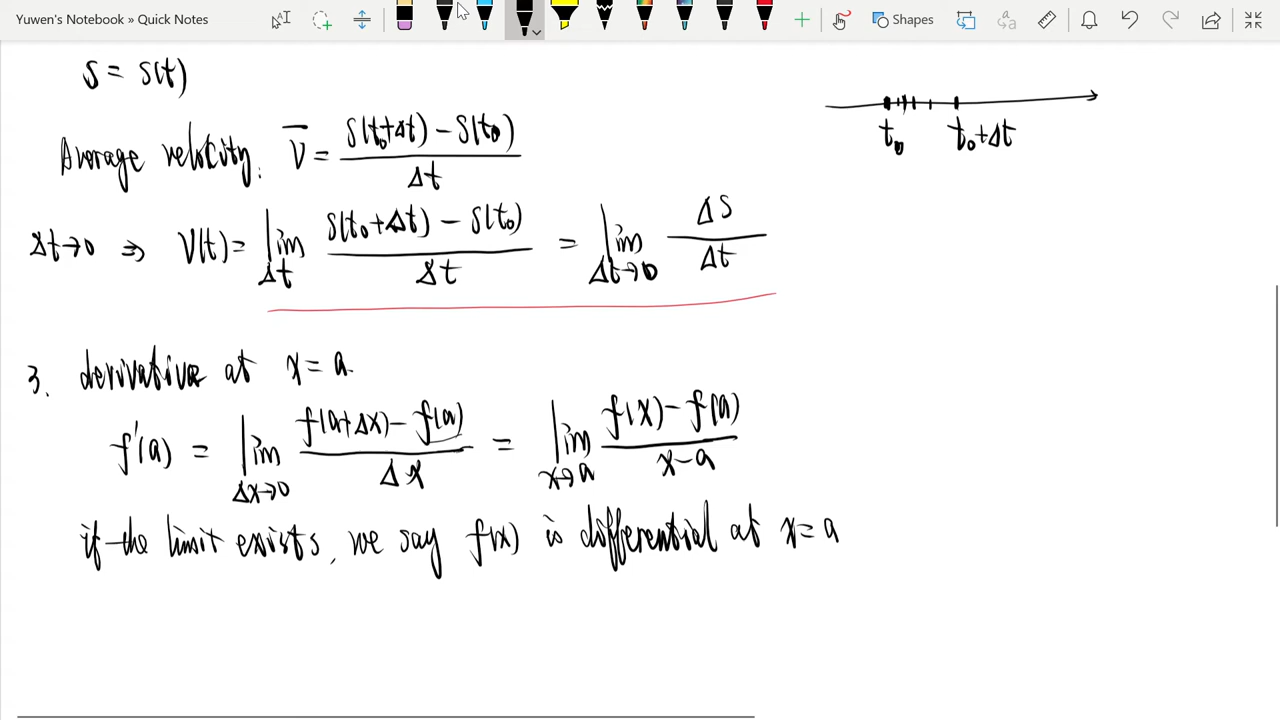 Yuwen's Notebook » Quick Notes
Shapes
s = s(t)
t₀ t₀+Δt
Average velocity: V̄ = (s(t₀+Δt) − s(t₀)) / Δt
Δt→0 ⇒ V(t) = lim_{Δt} (s(t₀+Δt) − s(t₀)) / Δt = lim_{Δt→0} Δs / Δt
3. derivative at x = a.
f'(a) = lim_{Δx→0} (f(a+Δx) − f(a)) / Δx = lim_{x→a} (f(x) − f(a)) / (x−a)
if the limit exists, we say f(x) is differential at x = a